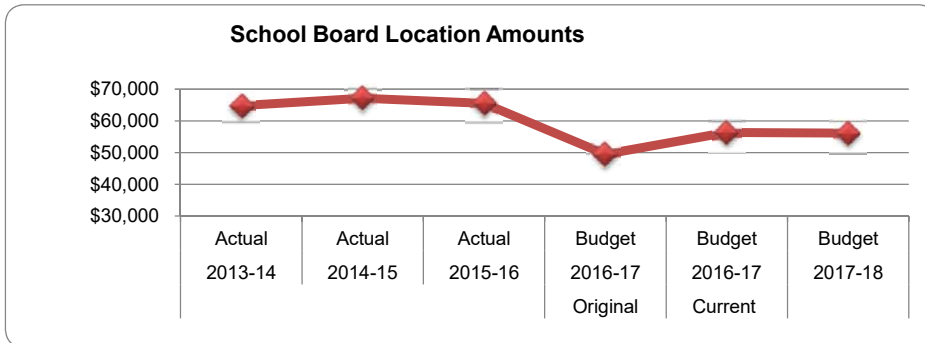 School Board Location Amounts
$70,000
$60,000
$50,000
$40,000
$30,000
Actual Actual Actual Budget Budget Budget
2013-14 2014-15 2015-16 2016-17 2016-17 2017-18
Original Current